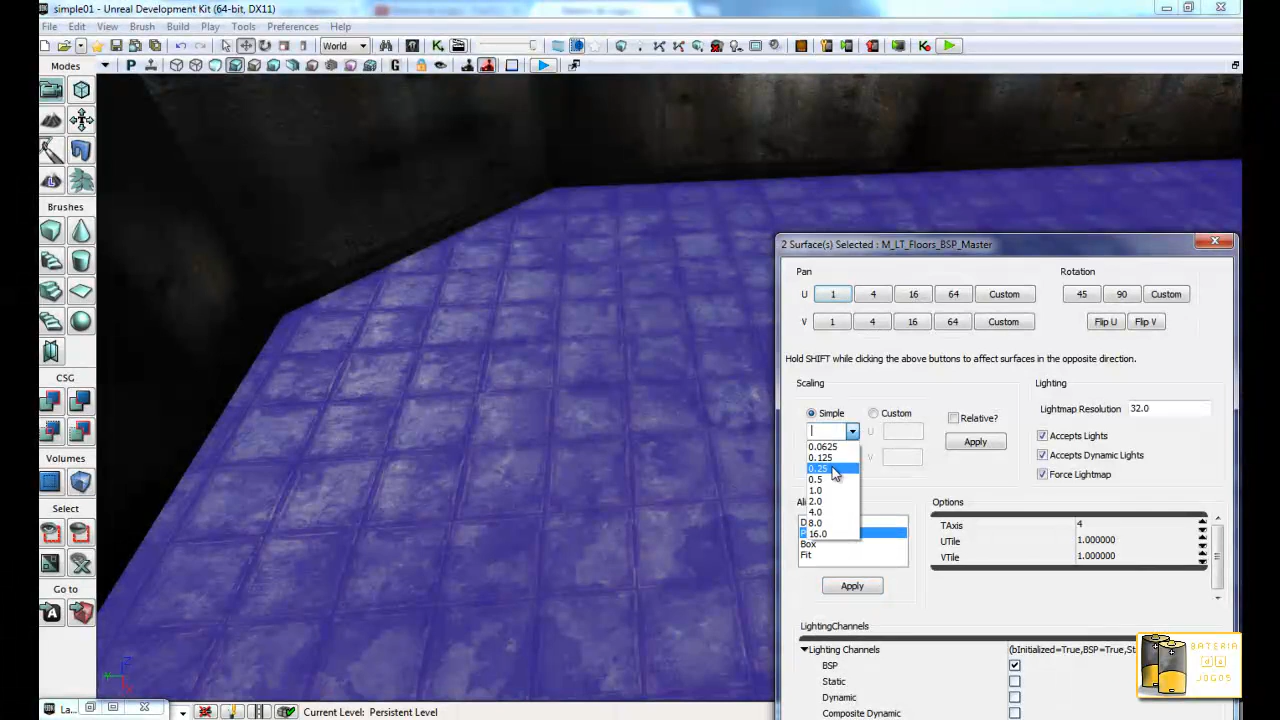 simple01 - Unreal Development Kit (64-bit, DX11)
File Edit View Brush Build Play Tools Preferences Help
World
Modes
P
G
Brushes
CSG
Volumes
Select
Go to
2 Surface(s) Selected : M_LT_Floors_BSP_Master
Pan
Rotation
U 1 4 16 64 Custom
45 90 Custom
V 1 4 16 64 Custom
Flip U Flip V
Hold SHIFT while clicking the above buttons to affect surfaces in the opposite direction.
Scaling
Lighting
Simple Custom
Relative?
Lightmap Resolution 32.0
U
Apply
Accepts Lights
V
Accepts Dynamic Lights
Force Lightmap
0.0625
0.125
0.25
0.5
1.0
2.0
4.0
8.0
16.0
Box
Fit
Apply
Options
TAxis 4
UTile 1.000000
VTile 1.000000
LightingChannels
Lighting Channels (bInitialized=True,BSP=True,St
BSP
Static
Dynamic
Composite Dynamic
BATERIA
de
JOGOS
La...
Current Level: Persistent Level